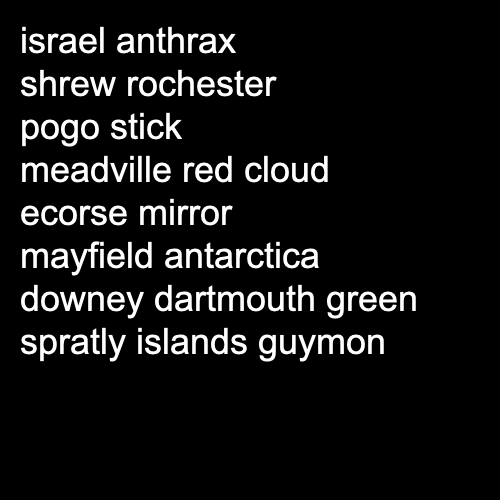 israel anthrax
shrew rochester
pogo stick
meadville red cloud
ecorse mirror
mayfield antarctica
downey dartmouth green
spratly islands guymon